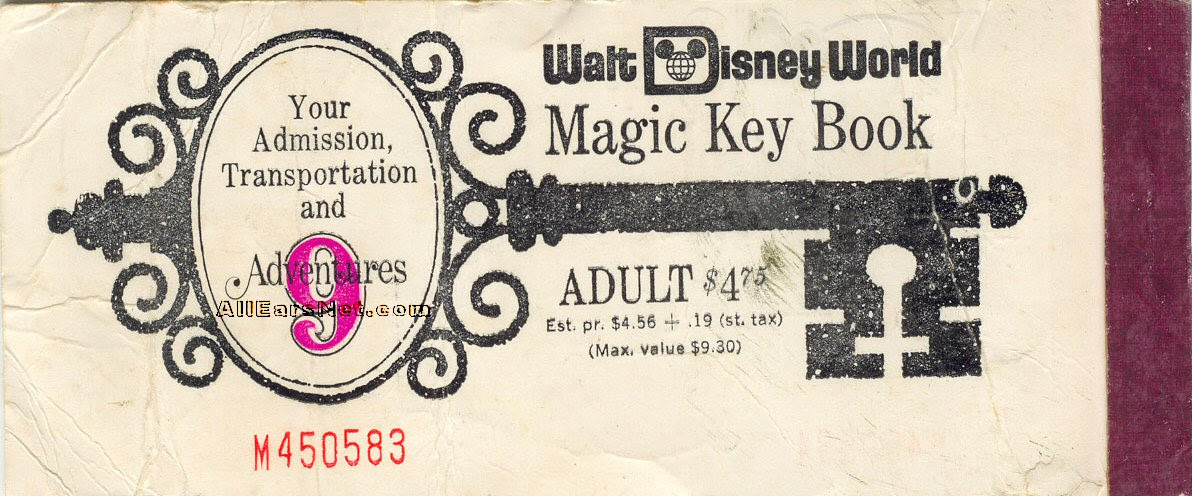 Walt Disney World
Magic Key Book
Your
Admission,
Transportation
and
9
Adventures
AllEarsNet.com
ADULT $4.75
Est. pr. $4.56 + .19 (st. tax)
(Max. value $9.30)
M450583